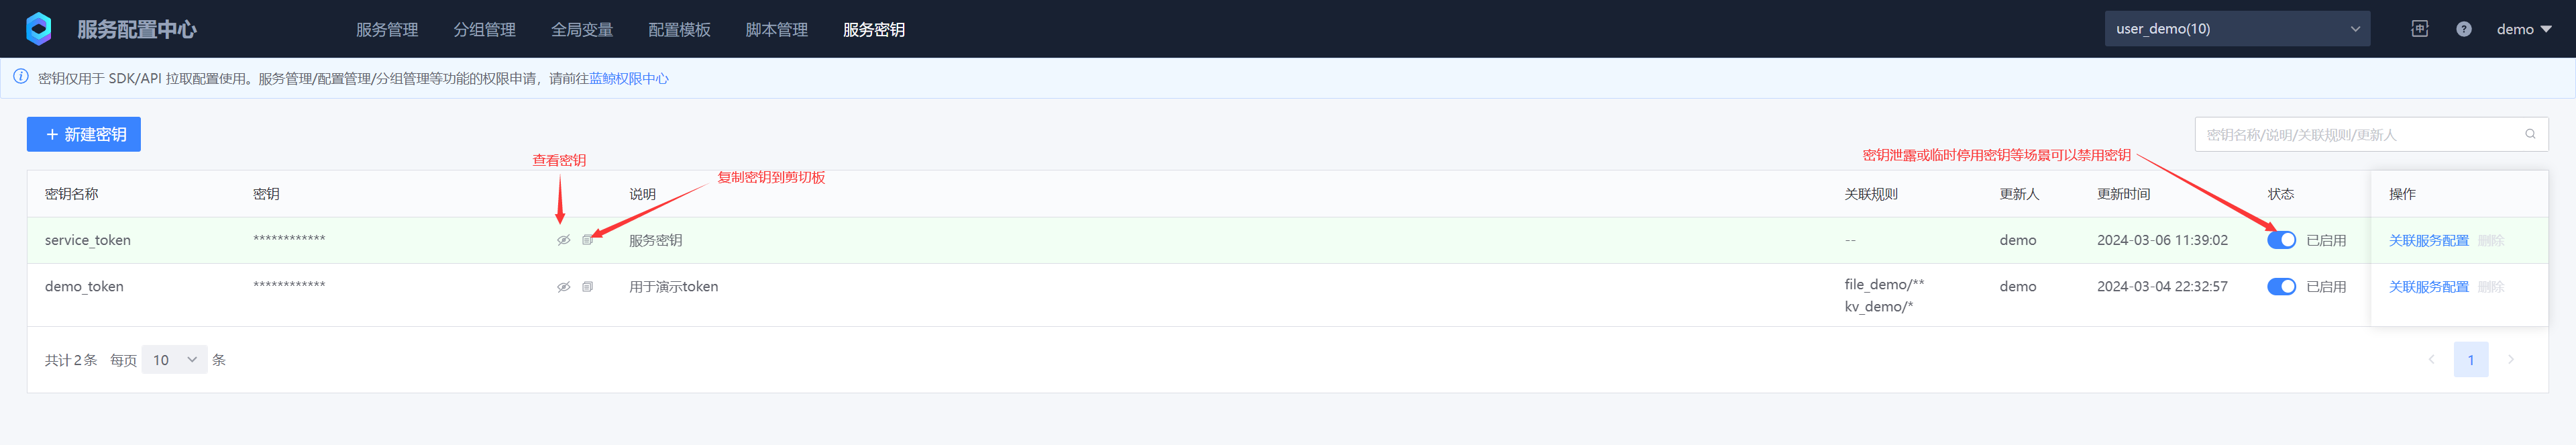 服务配置中心 服务管理 分组管理 全局变量 配置模板 脚本管理 服务密钥 user_demo(10) 中 ? demo
密钥仅用于 SDK/API 拉取配置使用。服务管理/配置管理/分组管理等功能的权限申请，请前往蓝鲸权限中心
+ 新建密钥 密钥名称/说明/关联规则/更新人
查看密钥 密钥泄露或临时停用密钥等场景可以禁用密钥
复制密钥到剪切板
密钥名称 密钥 说明 关联规则 更新人 更新时间 状态 操作
service_token ************ 服务密钥 -- demo 2024-03-06 11:39:02 已启用 关联服务配置 删除
demo_token ************ 用于演示token file_demo/** demo 2024-03-04 22:32:57 已启用 关联服务配置 删除
kv_demo/*
共计 2 条 每页 10 条 1